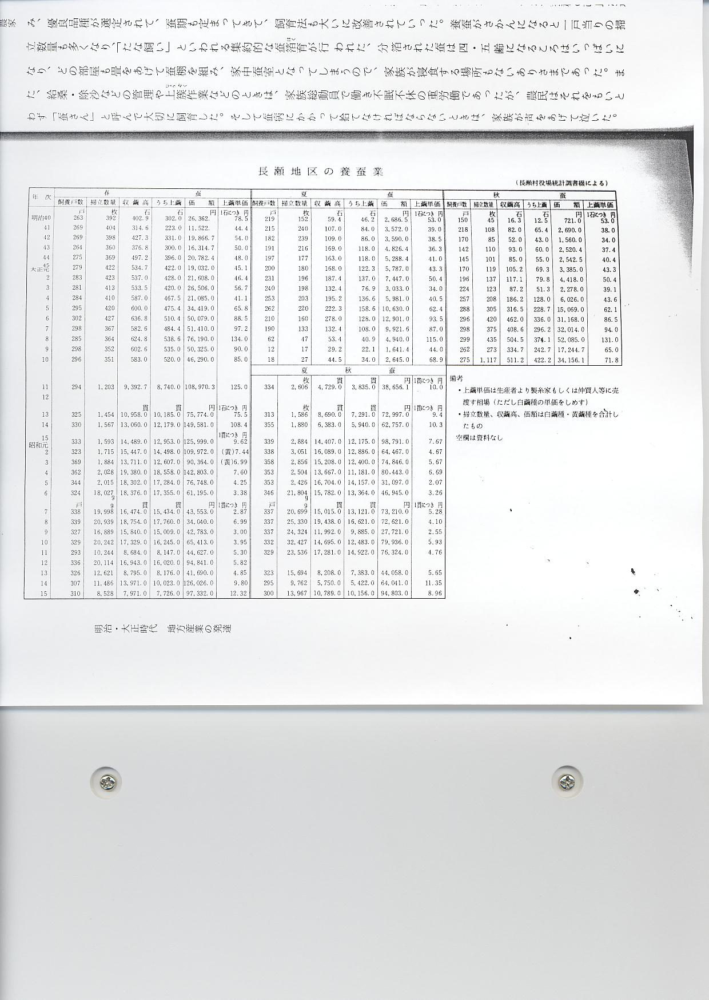 み、優良品種が選定されて、蚕期も定まってきて、飼育法も大いに改善されていった。養蚕がさかんになると一戸当りの掃
立数量も多くなり、「たな飼い」といわれる集約的な蚕箔育が行われた、分箔された蚕は四・五齢になるころはいっぱいに
なり、どの部屋も畳をあげて蚕棚を組み、家中蚕室となってしまうので、家族が寝食する場所もないありさまであった。ま
た、給桑・除沙などの管理や上蔟作業などのときは、家族総動員で働き不眠不休の重労働であったが、農民はそれをもいと
わず「蚕さん」と呼んで大切に飼育した。そして蚕病にかかって捨てなければならないときは、家族が声をあげて泣いた。
長瀬地区の養蚕業
(長瀬村役場統計調書綴による)
年次 春蚕 夏蚕 秋蚕
飼養戸数 掃立数量 収繭高 うち上繭 価額 上繭単価 飼養戸数 掃立数量 収繭高 うち上繭 価額 上繭単価 飼養戸数 掃立数量 収繭高 うち上繭 価額 上繭単価
戸 枚 石 石 円 1石につき 円 戸 枚 石 石 円 1石につき 円 戸 枚 石 石 円 1石につき 円
明治40 263 392 402.9 302.0 26,362. 78.5 219 152 59.4 46.2 2,686.5 53.0 150 45 16.3 12.5 721.0 53.0
41 269 404 314.6 223.0 11,522. 44.4 215 240 107.0 84.0 3,572.0 39.0 218 108 82.0 65.4 2,690.0 38.0
42 269 398 427.3 331.0 19,866.7 54.0 182 239 109.0 86.0 3,590.0 38.5 170 85 52.0 43.0 1,560.0 34.0
43 264 360 376.8 300.0 16,314.7 50.0 191 216 169.0 118.0 4,826.4 36.3 142 110 93.0 60.0 2,520.4 37.4
44 275 369 497.2 396.0 20,782.4 48.0 197 177 163.0 118.0 5,288.4 41.0 145 101 85.0 55.0 2,542.5 40.4
45
大正元 279 422 534.7 422.0 19,032.0 45.1 200 180 168.0 122.3 5,787.0 43.3 170 119 105.2 69.3 3,385.0 43.3
2 283 423 537.0 428.0 21,608.0 46.4 231 196 187.4 137.0 7,447.0 50.4 196 137 117.1 79.8 4,418.0 50.4
3 281 413 533.5 420.0 26,506.0 56.7 240 198 132.4 76.9 3,033.0 34.0 224 123 87.2 51.3 2,278.0 39.1
4 284 410 587.0 467.5 21,085.0 41.1 253 203 195.2 136.6 5,981.0 40.5 257 208 186.2 128.0 6,026.0 43.6
5 295 420 600.0 475.4 34,419.0 65.8 262 220 222.3 158.6 10,630.0 62.4 288 305 316.5 228.7 15,069.0 62.1
6 302 427 636.8 510.4 50,079.0 88.5 210 160 278.0 128.0 12,901.0 93.5 296 420 462.0 336.0 31,168.0 86.5
7 298 367 582.6 484.4 51,410.0 97.2 190 133 132.4 108.0 9,921.6 87.0 298 375 408.6 296.2 32,014.0 94.0
8 285 364 624.8 538.6 76,190.0 134.0 62 47 53.4 40.9 4,940.0 115.0 299 435 504.5 374.1 52,085.0 131.0
9 298 352 602.6 535.0 50,325.0 90.0 12 17 29.2 22.1 1,641.4 44.0 262 273 334.7 242.7 17,244.7 65.0
10 296 351 583.0 520.0 46,290.0 85.0 18 27 44.5 34.0 2,645.0 68.9 275 1,117 511.2 422.2 34,156.1 71.8
夏秋蚕
枚 貫 貫 円 1貫につき 円
11 294 1,203 9,392.7 8,740.0 108,970.3 125.0 334 2,606 4,729.0 3,835.0 38,656.1 10.0
12
貫 貫 円 1石につき 円 枚 貫 貫 円 1貫につき 円
13 325 1,454 10,958.0 10,185.0 75,774.0 75.5 313 1,586 8,690.0 7,291.0 72,997.0 9.4
14 330 1,567 13,060.0 12,179.0 149,581.0 108.4 355 1,880 6,383.0 5,940.0 62,757.0 10.3
1貫につき 円
15
昭和元 333 1,593 14,489.0 12,953.0 125,999.0 9.62 339 2,884 14,407.0 12,175.0 98,791.0 7.67
2 323 1,715 15,447.0 14,498.0 109,972.0 (黄)7.44 338 3,051 16,089.0 12,886.0 64,467.0 4.67
3 369 1,884 13,711.0 12,607.0 90,364.0 (黄)6.99 358 2,856 15,208.0 12,400.0 74,846.0 5.67
4 362 2,028 19,380.0 18,558.0 142,803.0 7.60 353 2,504 13,667.0 11,181.0 80,443.0 6.69
5 344 2,015 18,302.0 17,284.0 76,748.0 4.25 353 2,426 16,704.0 14,157.0 31,097.0 2.07
6 324 18,027g 18,376.0 17,355.0 61,195.0 3.38 346 21,804g 15,782.0 13,364.0 46,945.0 3.26
戸 g 貫 貫 円 1貫につき 円 戸 g 貫 貫 円 1貫につき 円
7 338 19,998 16,474.0 15,434.0 43,553.0 2.87 337 20,699 15,015.0 13,121.0 73,210.0 5.28
8 339 20,939 18,754.0 17,760.0 34,040.0 6.99 337 25,330 19,438.0 16,621.0 72,621.0 4.10
9 327 16,889 15,840.0 15,009.0 42,783.0 3.00 337 24,324 11,992.0 9,885.0 27,721.0 2.55
10 329 20,242 17,329.0 16,245.0 65,413.0 3.95 332 32,427 14,695.0 12,483.0 79,936.0 5.93
11 293 10,244 8,684.0 8,147.0 44,627.0 5.30 329 23,536 17,281.0 14,922.0 76,324.0 4.76
12 336 20,114 16,943.0 16,020.0 94,841.0 5.82
13 326 12,621 8,795.0 8,176.0 41,690.0 4.85 323 15,694 8,208.0 7,383.0 44,058.0 5.65
14 307 11,486 13,971.0 10,023.0 126,026.0 9.80 295 9,762 5,750.0 5,422.0 64,041.0 11.35
15 310 8,528 7,971.0 7,726.0 97,332.0 12.32 300 13,967 10,789.0 10,156.0 94,803.0 8.96
備考
・上繭単価は生産者より製糸家もしくは仲買人等に売
渡す相場(ただし白繭種の単価をしめす)
・掃立数量、収繭高、価額は白繭種・黄繭種を合計し
たもの
空欄は資料なし
明治・大正時代 地方産業の発達